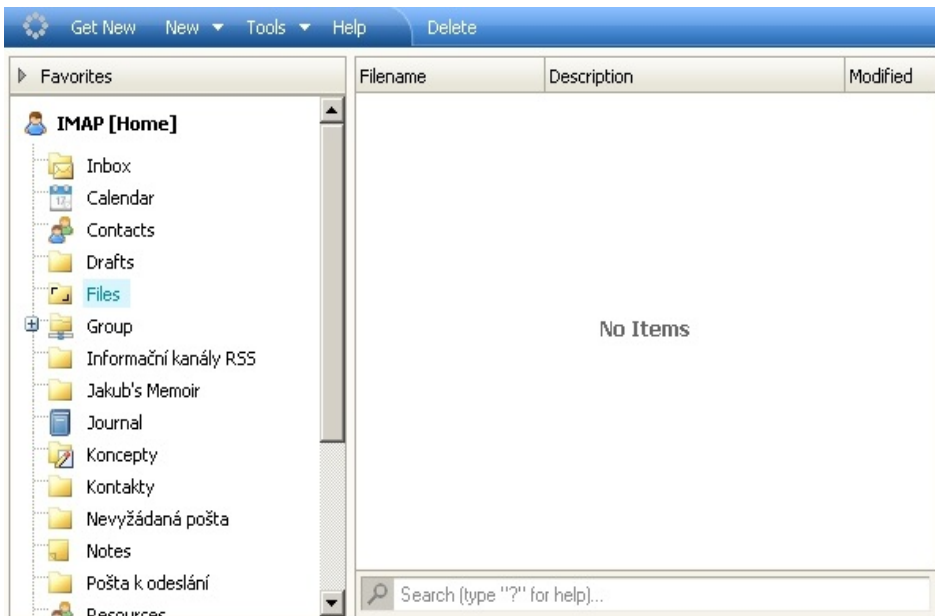 Get New New Tools Help Delete
Favorites
Filename Description Modified
IMAP [Home]
Inbox
Calendar
Contacts
Drafts
Files
Group
Informační kanály RSS
Jakub's Memoir
Journal
Koncepty
Kontakty
Nevyžádaná pošta
Notes
Pošta k odeslání
Resources
No Items
Search (type "?" for help)...